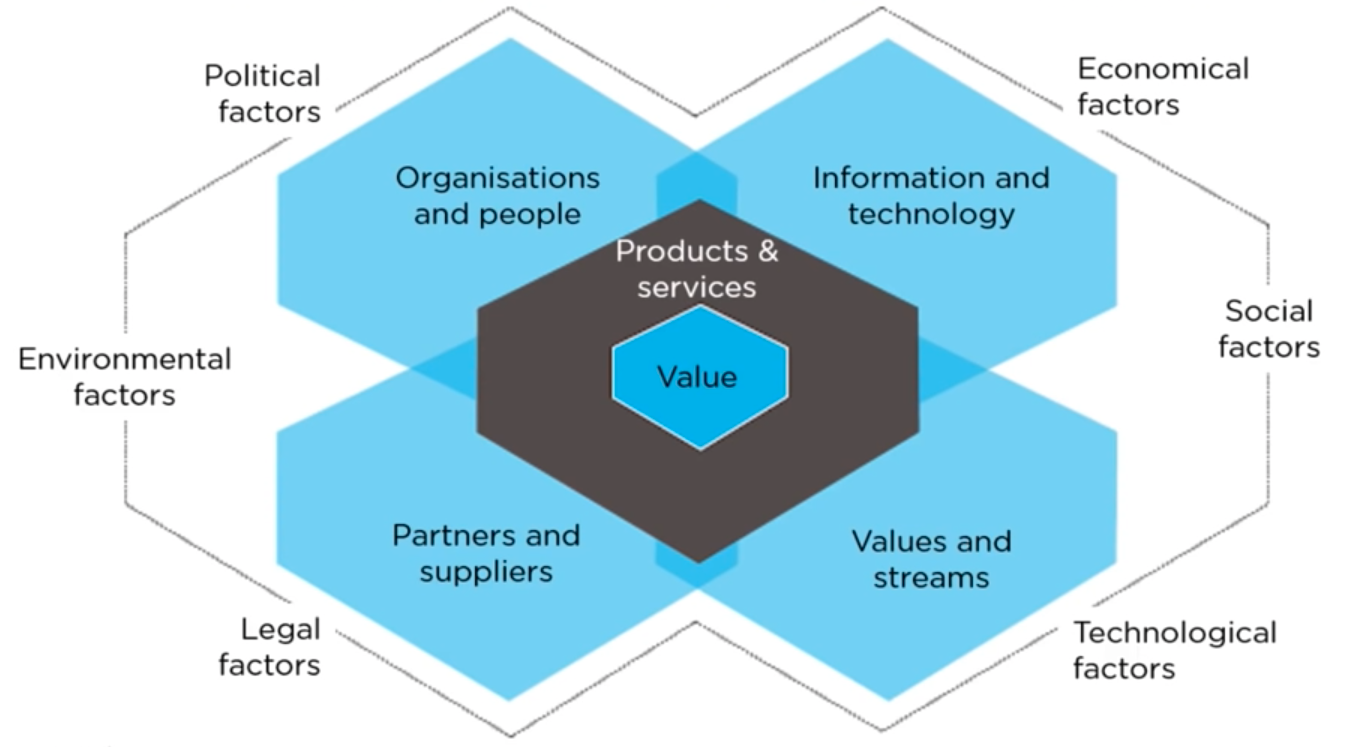 Political
factors
Economical
factors
Organisations
and people
Information and
technology
Products &
services
Value
Social
factors
Environmental
factors
Partners and
suppliers
Values and
streams
Legal
factors
Technological
factors